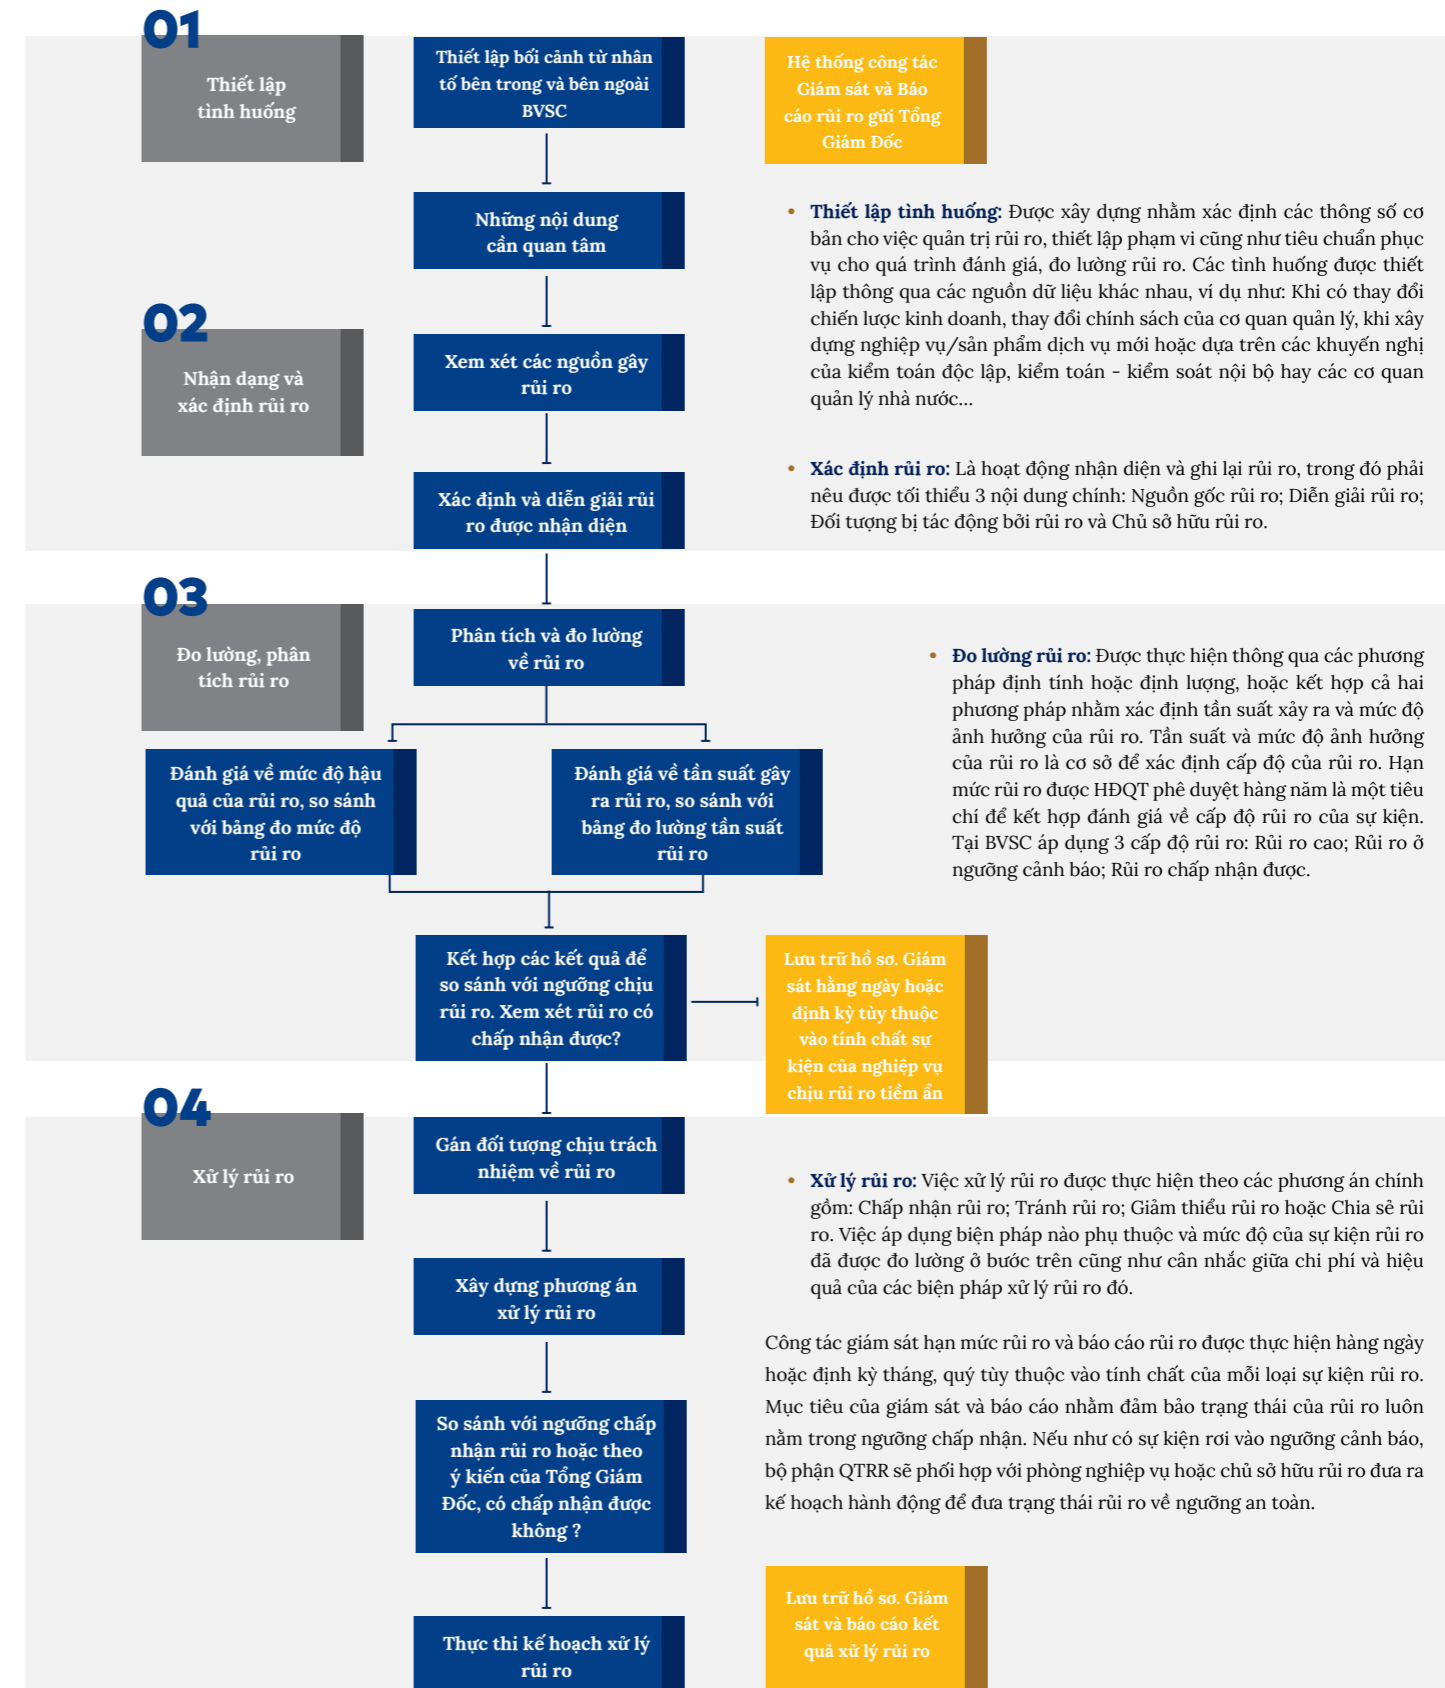 01
Thiết lập
tình huống
Thiết lập bối cảnh từ nhân
tố bên trong và bên ngoài
BVSC
Hệ thống công tác
Giám sát và Báo
cáo rủi ro gửi Tổng
Giám Đốc
Những nội dung
cần quan tâm
• Thiết lập tình huống: Được xây dựng nhằm xác định các thông số cơ
bản cho việc quản trị rủi ro, thiết lập phạm vi cũng như tiêu chuẩn phục
vụ cho quá trình đánh giá, đo lường rủi ro. Các tình huống được thiết
lập thông qua các nguồn dữ liệu khác nhau, ví dụ như: Khi có thay đổi
chiến lược kinh doanh, thay đổi chính sách của cơ quan quản lý, khi xây
dựng nghiệp vụ/sản phẩm dịch vụ mới hoặc dựa trên các khuyến nghị
của kiểm toán độc lập, kiểm toán - kiểm soát nội bộ hay các cơ quan
quản lý nhà nước...
02
Nhận dạng và
xác định rủi ro
Xem xét các nguồn gây
rủi ro
Xác định và diễn giải rủi
ro được nhận diện
• Xác định rủi ro: Là hoạt động nhận diện và ghi lại rủi ro, trong đó phải
nêu được tối thiểu 3 nội dung chính: Nguồn gốc rủi ro; Diễn giải rủi ro;
Đối tượng bị tác động bởi rủi ro và Chủ sở hữu rủi ro.
03
Đo lường, phân
tích rủi ro
Phân tích và đo lường
về rủi ro
Đánh giá về mức độ hậu
quả của rủi ro, so sánh
với bảng đo mức độ
rủi ro
Đánh giá về tần suất gây
ra rủi ro, so sánh với
bảng đo lường tần suất
rủi ro
• Đo lường rủi ro: Được thực hiện thông qua các phương
pháp định tính hoặc định lượng, hoặc kết hợp cả hai
phương pháp nhằm xác định tần suất xảy ra và mức độ
ảnh hưởng của rủi ro. Tần suất và mức độ ảnh hưởng
của rủi ro là cơ sở để xác định cấp độ của rủi ro. Hạn
mức rủi ro được HĐQT phê duyệt hàng năm là một tiêu
chí để kết hợp đánh giá về cấp độ rủi ro của sự kiện.
Tại BVSC áp dụng 3 cấp độ rủi ro: Rủi ro cao; Rủi ro ở
ngưỡng cảnh báo; Rủi ro chấp nhận được.
Kết hợp các kết quả để
so sánh với ngưỡng chịu
rủi ro. Xem xét rủi ro có
chấp nhận được?
Lưu trữ hồ sơ. Giám
sát hằng ngày hoặc
định kỳ tùy thuộc
vào tính chất sự
kiện của nghiệp vụ
chịu rủi ro tiềm ẩn
04
Xử lý rủi ro
Gán đối tượng chịu trách
nhiệm về rủi ro
Xây dựng phương án
xử lý rủi ro
So sánh với ngưỡng chấp
nhận rủi ro hoặc theo
ý kiến của Tổng Giám
Đốc, có chấp nhận được
không ?
Thực thi kế hoạch xử lý
rủi ro
• Xử lý rủi ro: Việc xử lý rủi ro được thực hiện theo các phương án chính
gồm: Chấp nhận rủi ro; Tránh rủi ro; Giảm thiểu rủi ro hoặc Chia sẻ rủi
ro. Việc áp dụng biện pháp nào phụ thuộc và mức độ của sự kiện rủi ro
đã được đo lường ở bước trên cũng như cân nhắc giữa chi phí và hiệu
quả của các biện pháp xử lý rủi ro đó.
Công tác giám sát hạn mức rủi ro và báo cáo rủi ro được thực hiện hàng ngày
hoặc định kỳ tháng, quý tùy thuộc vào tính chất của mỗi loại sự kiện rủi ro.
Mục tiêu của giám sát và báo cáo nhằm đảm bảo trạng thái của rủi ro luôn
nằm trong ngưỡng chấp nhận. Nếu như có sự kiện rơi vào ngưỡng cảnh báo,
bộ phận QTRR sẽ phối hợp với phòng nghiệp vụ hoặc chủ sở hữu rủi ro đưa ra
kế hoạch hành động để đưa trạng thái rủi ro về ngưỡng an toàn.
Lưu trữ hồ sơ. Giám
sát và báo cáo kết
quả xử lý rủi ro